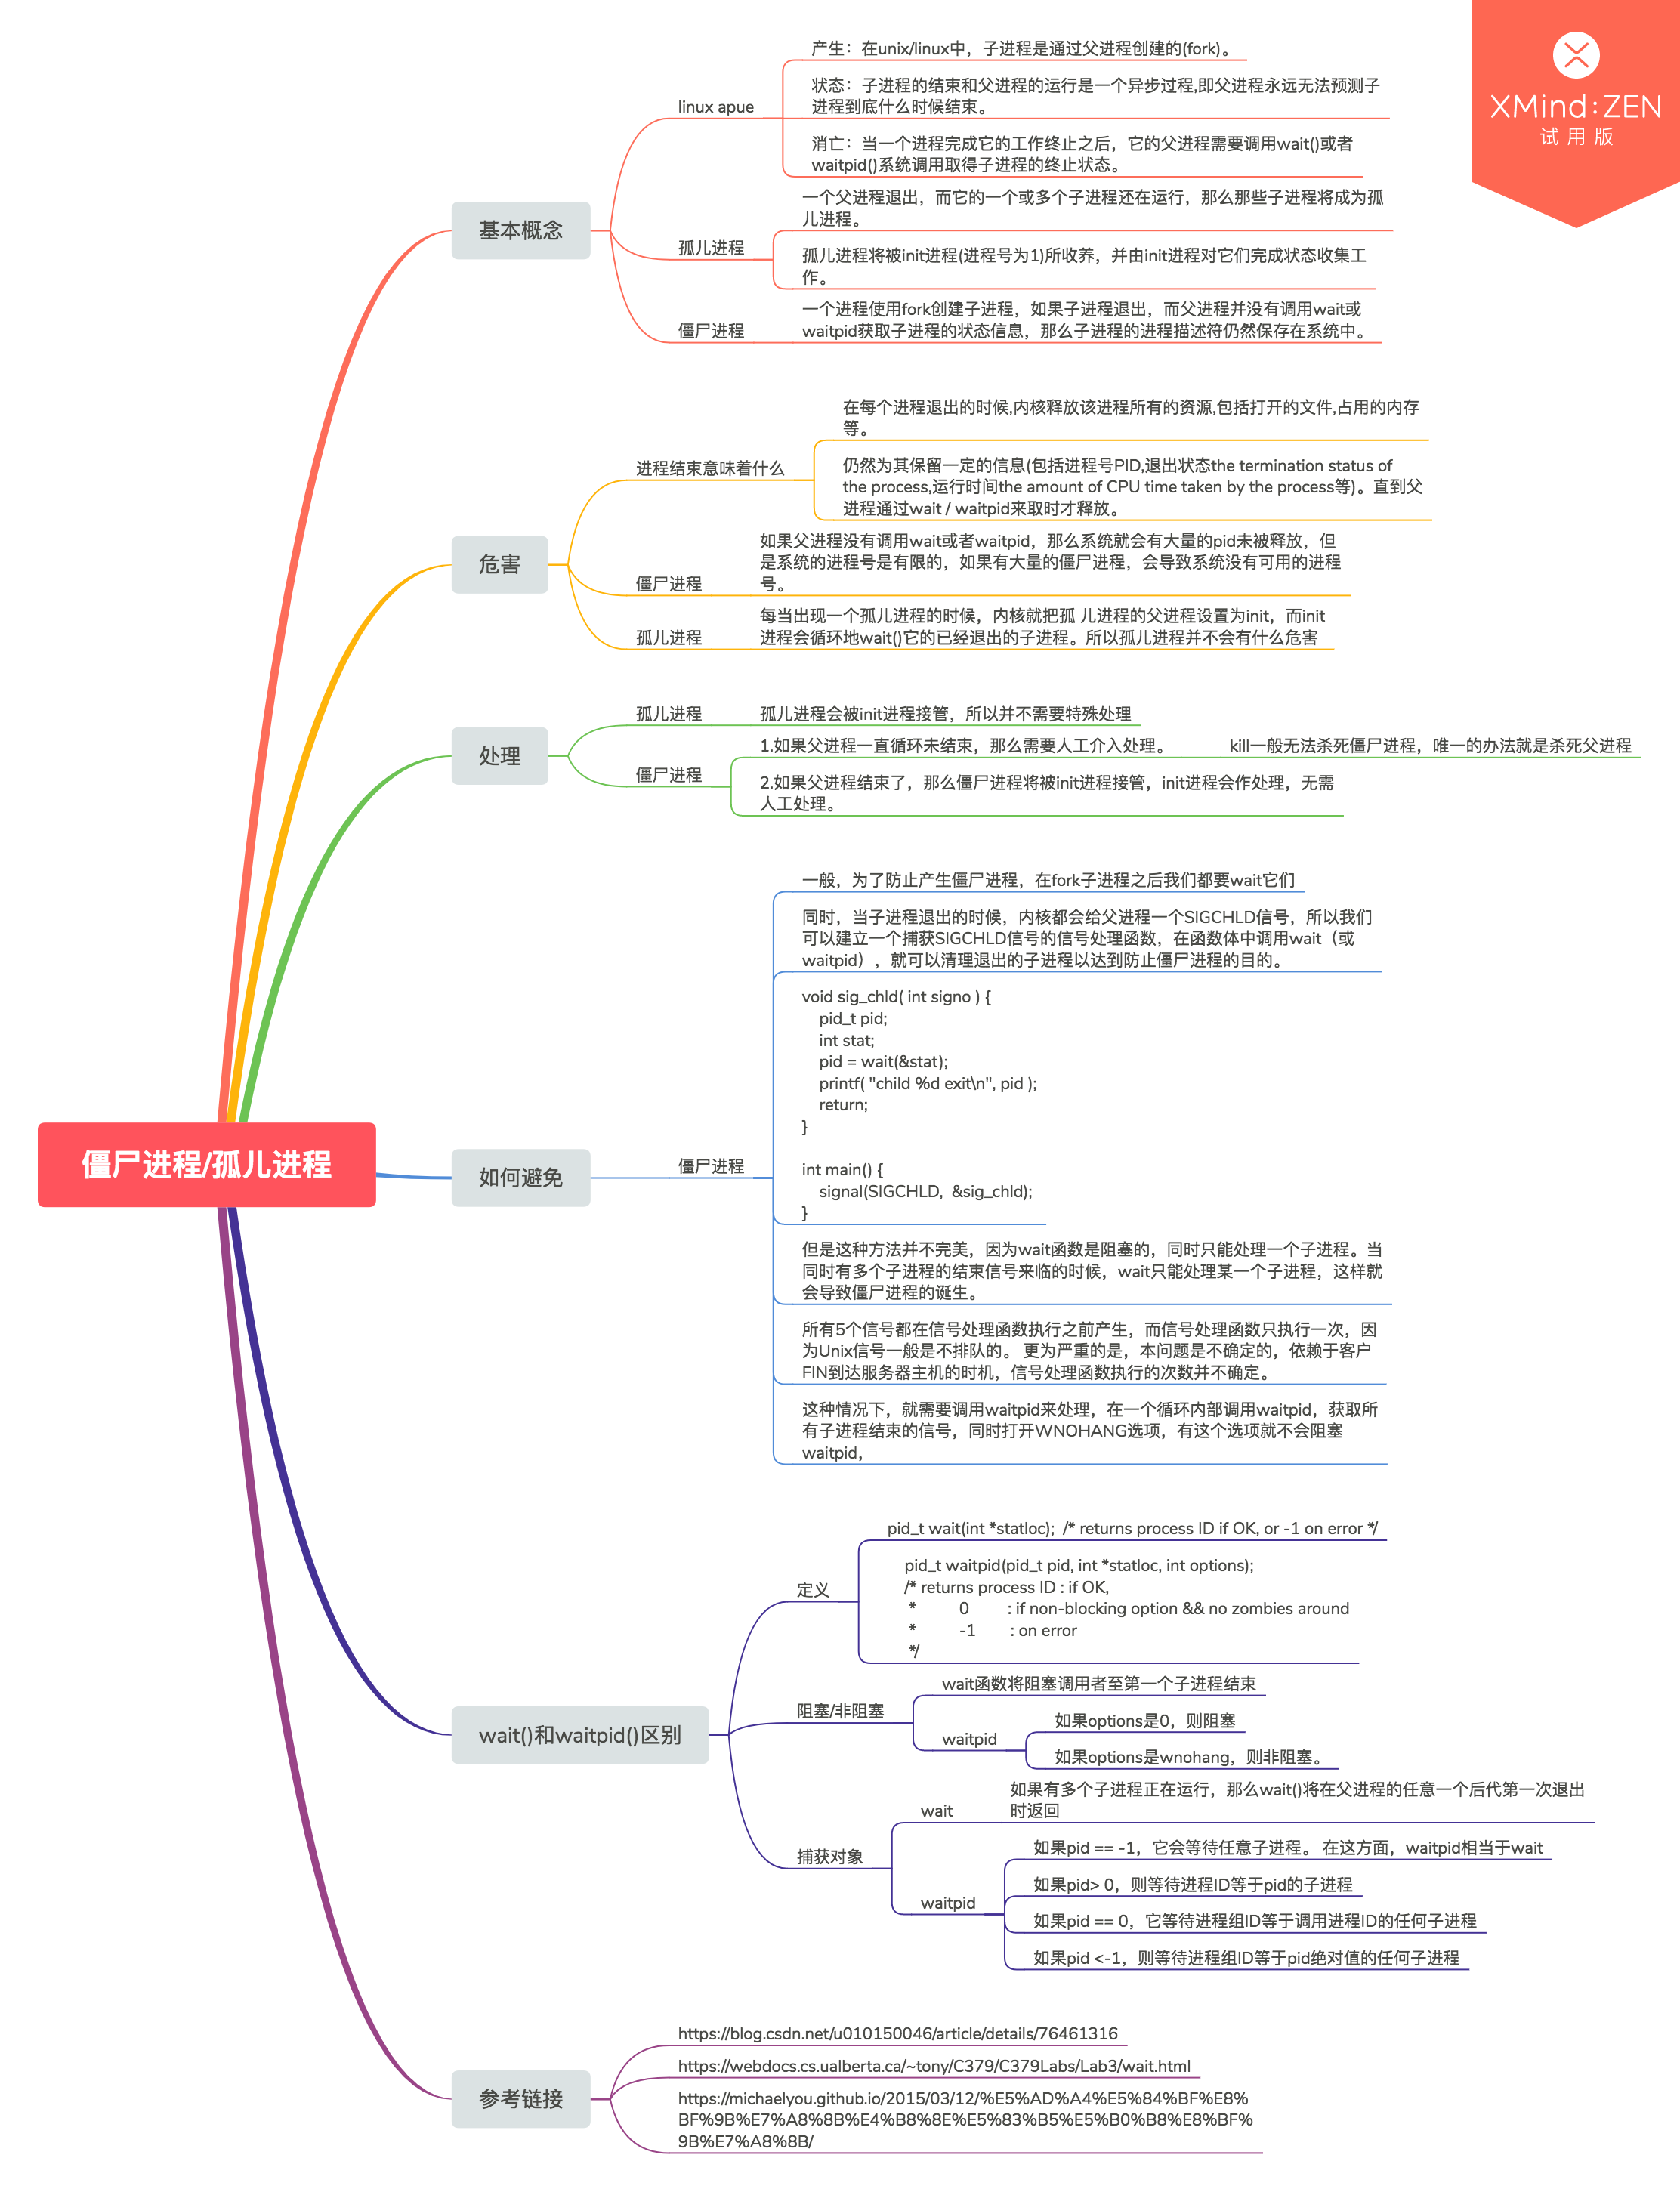 XMind:ZEN
试用版
僵尸进程/孤儿进程
基本概念
linux apue
产生：在unix/linux中，子进程是通过父进程创建的(fork)。
状态：子进程的结束和父进程的运行是一个异步过程,即父进程永远无法预测子
进程到底什么时候结束。
消亡：当一个进程完成它的工作终止之后，它的父进程需要调用wait()或者
waitpid()系统调用取得子进程的终止状态。
孤儿进程
一个父进程退出，而它的一个或多个子进程还在运行，那么那些子进程将成为孤
儿进程。
孤儿进程将被init进程(进程号为1)所收养，并由init进程对它们完成状态收集工
作。
僵尸进程
一个进程使用fork创建子进程，如果子进程退出，而父进程并没有调用wait或
waitpid获取子进程的状态信息，那么子进程的进程描述符仍然保存在系统中。
危害
进程结束意味着什么
在每个进程退出的时候,内核释放该进程所有的资源,包括打开的文件,占用的内存
等。
仍然为其保留一定的信息(包括进程号PID,退出状态the termination status of
the process,运行时间the amount of CPU time taken by the process等)。直到父
进程通过wait / waitpid来取时才释放。
僵尸进程
如果父进程没有调用wait或者waitpid，那么系统就会有大量的pid未被释放，但
是系统的进程号是有限的，如果有大量的僵尸进程，会导致系统没有可用的进程
号。
孤儿进程
每当出现一个孤儿进程的时候，内核就把孤 儿进程的父进程设置为init，而init
进程会循环地wait()它的已经退出的子进程。所以孤儿进程并不会有什么危害
处理
孤儿进程
孤儿进程会被init进程接管，所以并不需要特殊处理
僵尸进程
1.如果父进程一直循环未结束，那么需要人工介入处理。
kill一般无法杀死僵尸进程，唯一的办法就是杀死父进程
2.如果父进程结束了，那么僵尸进程将被init进程接管，init进程会作处理，无需
人工处理。
如何避免
僵尸进程
一般，为了防止产生僵尸进程，在fork子进程之后我们都要wait它们
同时，当子进程退出的时候，内核都会给父进程一个SIGCHLD信号，所以我们
可以建立一个捕获SIGCHLD信号的信号处理函数，在函数体中调用wait（或
waitpid），就可以清理退出的子进程以达到防止僵尸进程的目的。
void sig_chld( int signo ) {
pid_t pid;
int stat;
pid = wait(&stat);
printf( "child %d exit\n", pid );
return;
}
int main() {
signal(SIGCHLD,  &sig_chld);
}
但是这种方法并不完美，因为wait函数是阻塞的，同时只能处理一个子进程。当
同时有多个子进程的结束信号来临的时候，wait只能处理某一个子进程，这样就
会导致僵尸进程的诞生。
所有5个信号都在信号处理函数执行之前产生，而信号处理函数只执行一次，因
为Unix信号一般是不排队的。 更为严重的是，本问题是不确定的，依赖于客户
FIN到达服务器主机的时机，信号处理函数执行的次数并不确定。
这种情况下，就需要调用waitpid来处理，在一个循环内部调用waitpid，获取所
有子进程结束的信号，同时打开WNOHANG选项，有这个选项就不会阻塞
waitpid，
wait()和waitpid()区别
定义
pid_t wait(int *statloc);  /* returns process ID if OK, or -1 on error */
pid_t waitpid(pid_t pid, int *statloc, int options);
/* returns process ID : if OK,
*          0         : if non-blocking option && no zombies around
*          -1        : on error
*/
阻塞/非阻塞
wait函数将阻塞调用者至第一个子进程结束
waitpid
如果options是0，则阻塞
如果options是wnohang，则非阻塞。
捕获对象
wait
如果有多个子进程正在运行，那么wait()将在父进程的任意一个后代第一次退出
时返回
waitpid
如果pid == -1，它会等待任意子进程。 在这方面，waitpid相当于wait
如果pid> 0，则等待进程ID等于pid的子进程
如果pid == 0，它等待进程组ID等于调用进程ID的任何子进程
如果pid <-1，则等待进程组ID等于pid绝对值的任何子进程
参考链接
https://blog.csdn.net/u010150046/article/details/76461316
https://webdocs.cs.ualberta.ca/~tony/C379/C379Labs/Lab3/wait.html
https://michaelyou.github.io/2015/03/12/%E5%AD%A4%E5%84%BF%E8%
BF%9B%E7%A8%8B%E4%B8%8E%E5%83%B5%E5%B0%B8%E8%BF%
9B%E7%A8%8B/